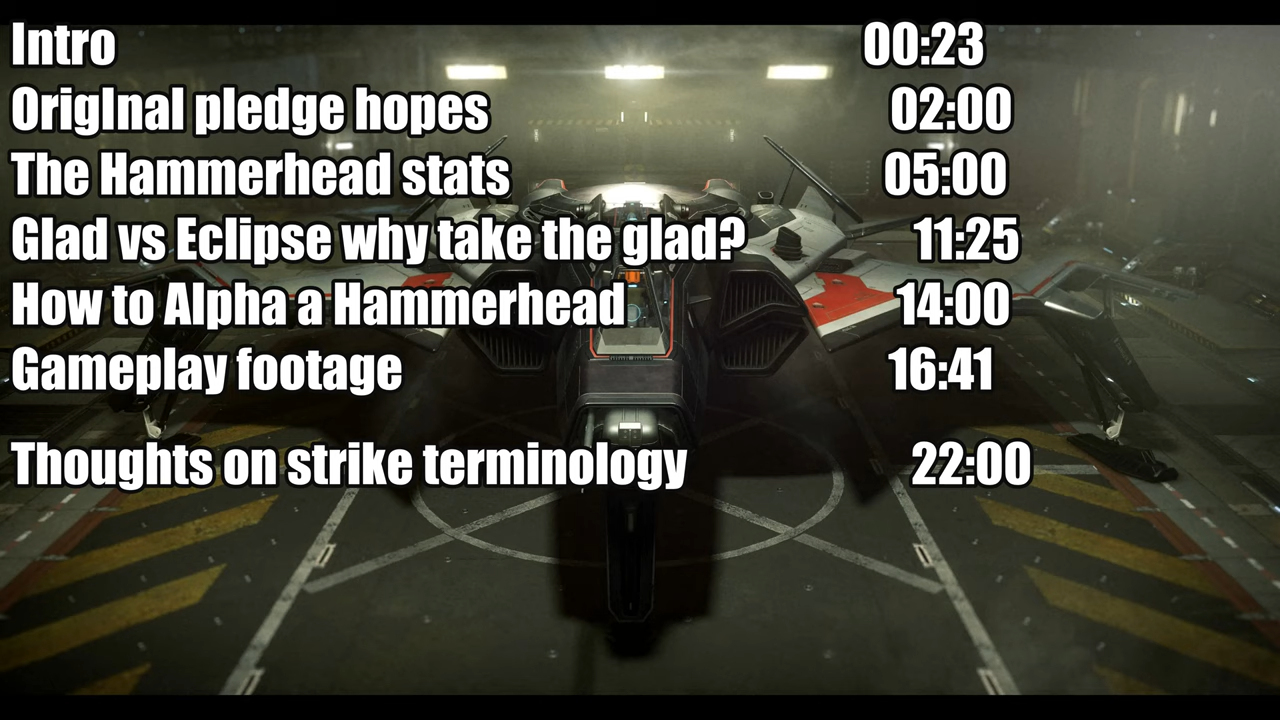 Intro 00:23
OrigInal pledge hopes 02:00
The Hammerhead stats 05:00
Glad vs Eclipse why take the glad? 11:25
How to Alpha a Hammerhead 14:00
Gameplay footage 16:41
Thoughts on strike terminology 22:00